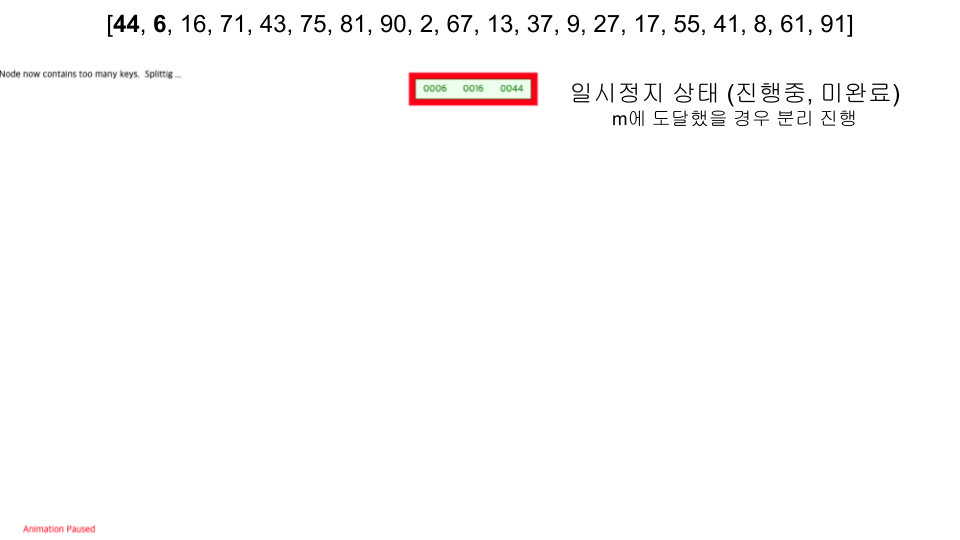 [44, 6, 16, 71, 43, 75, 81, 90, 2, 67, 13, 37, 9, 27, 17, 55, 41, 8, 61, 91]
Node now contains too many keys. Splittig ...
0006 0016 0044
일시정지 상태 (진행중, 미완료)
m에 도달했을 경우 분리 진행
Animation Paused